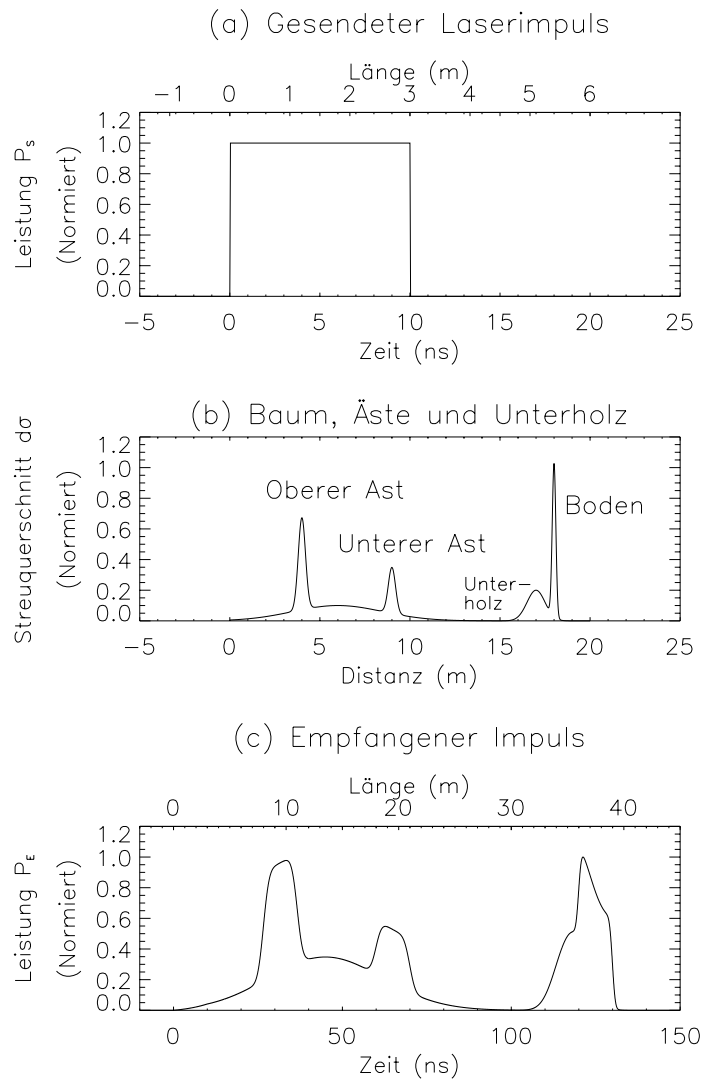 (a) Gesendeter Laserimpuls
Länge (m)
−1 0 1 2 3 4 5 6
Leistung Ps
(Normiert)
1.2
1.0
0.8
0.6
0.4
0.2
0.0
−5 0 5 10 15 20 25
Zeit (ns)
(b) Baum, Äste und Unterholz
Streuquerschnitt dσ
(Normiert)
1.2
1.0
0.8
0.6
0.4
0.2
0.0
Oberer Ast
Unterer Ast
Unter−
holz
Boden
−5 0 5 10 15 20 25
Distanz (m)
(c) Empfangener Impuls
Länge (m)
0 10 20 30 40
Leistung PE
(Normiert)
1.2
1.0
0.8
0.6
0.4
0.2
0.0
0 50 100 150
Zeit (ns)